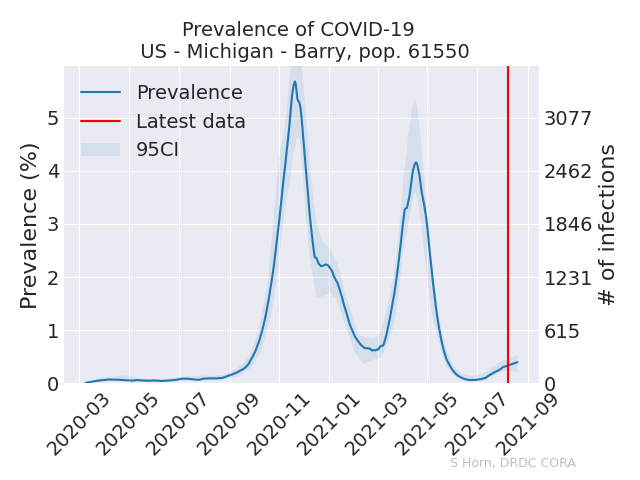 Prevalence of COVID-19
US - Michigan - Barry, pop. 61550
Prevalence
Latest data
95CI
Prevalence (%)
5
4
3
2
1
0
3077
2462
1846
1231
615
0
# of infections
2020-03
2020-05
2020-07
2020-09
2020-11
2021-01
2021-03
2021-05
2021-07
2021-09
S Horn, DRDC CORA